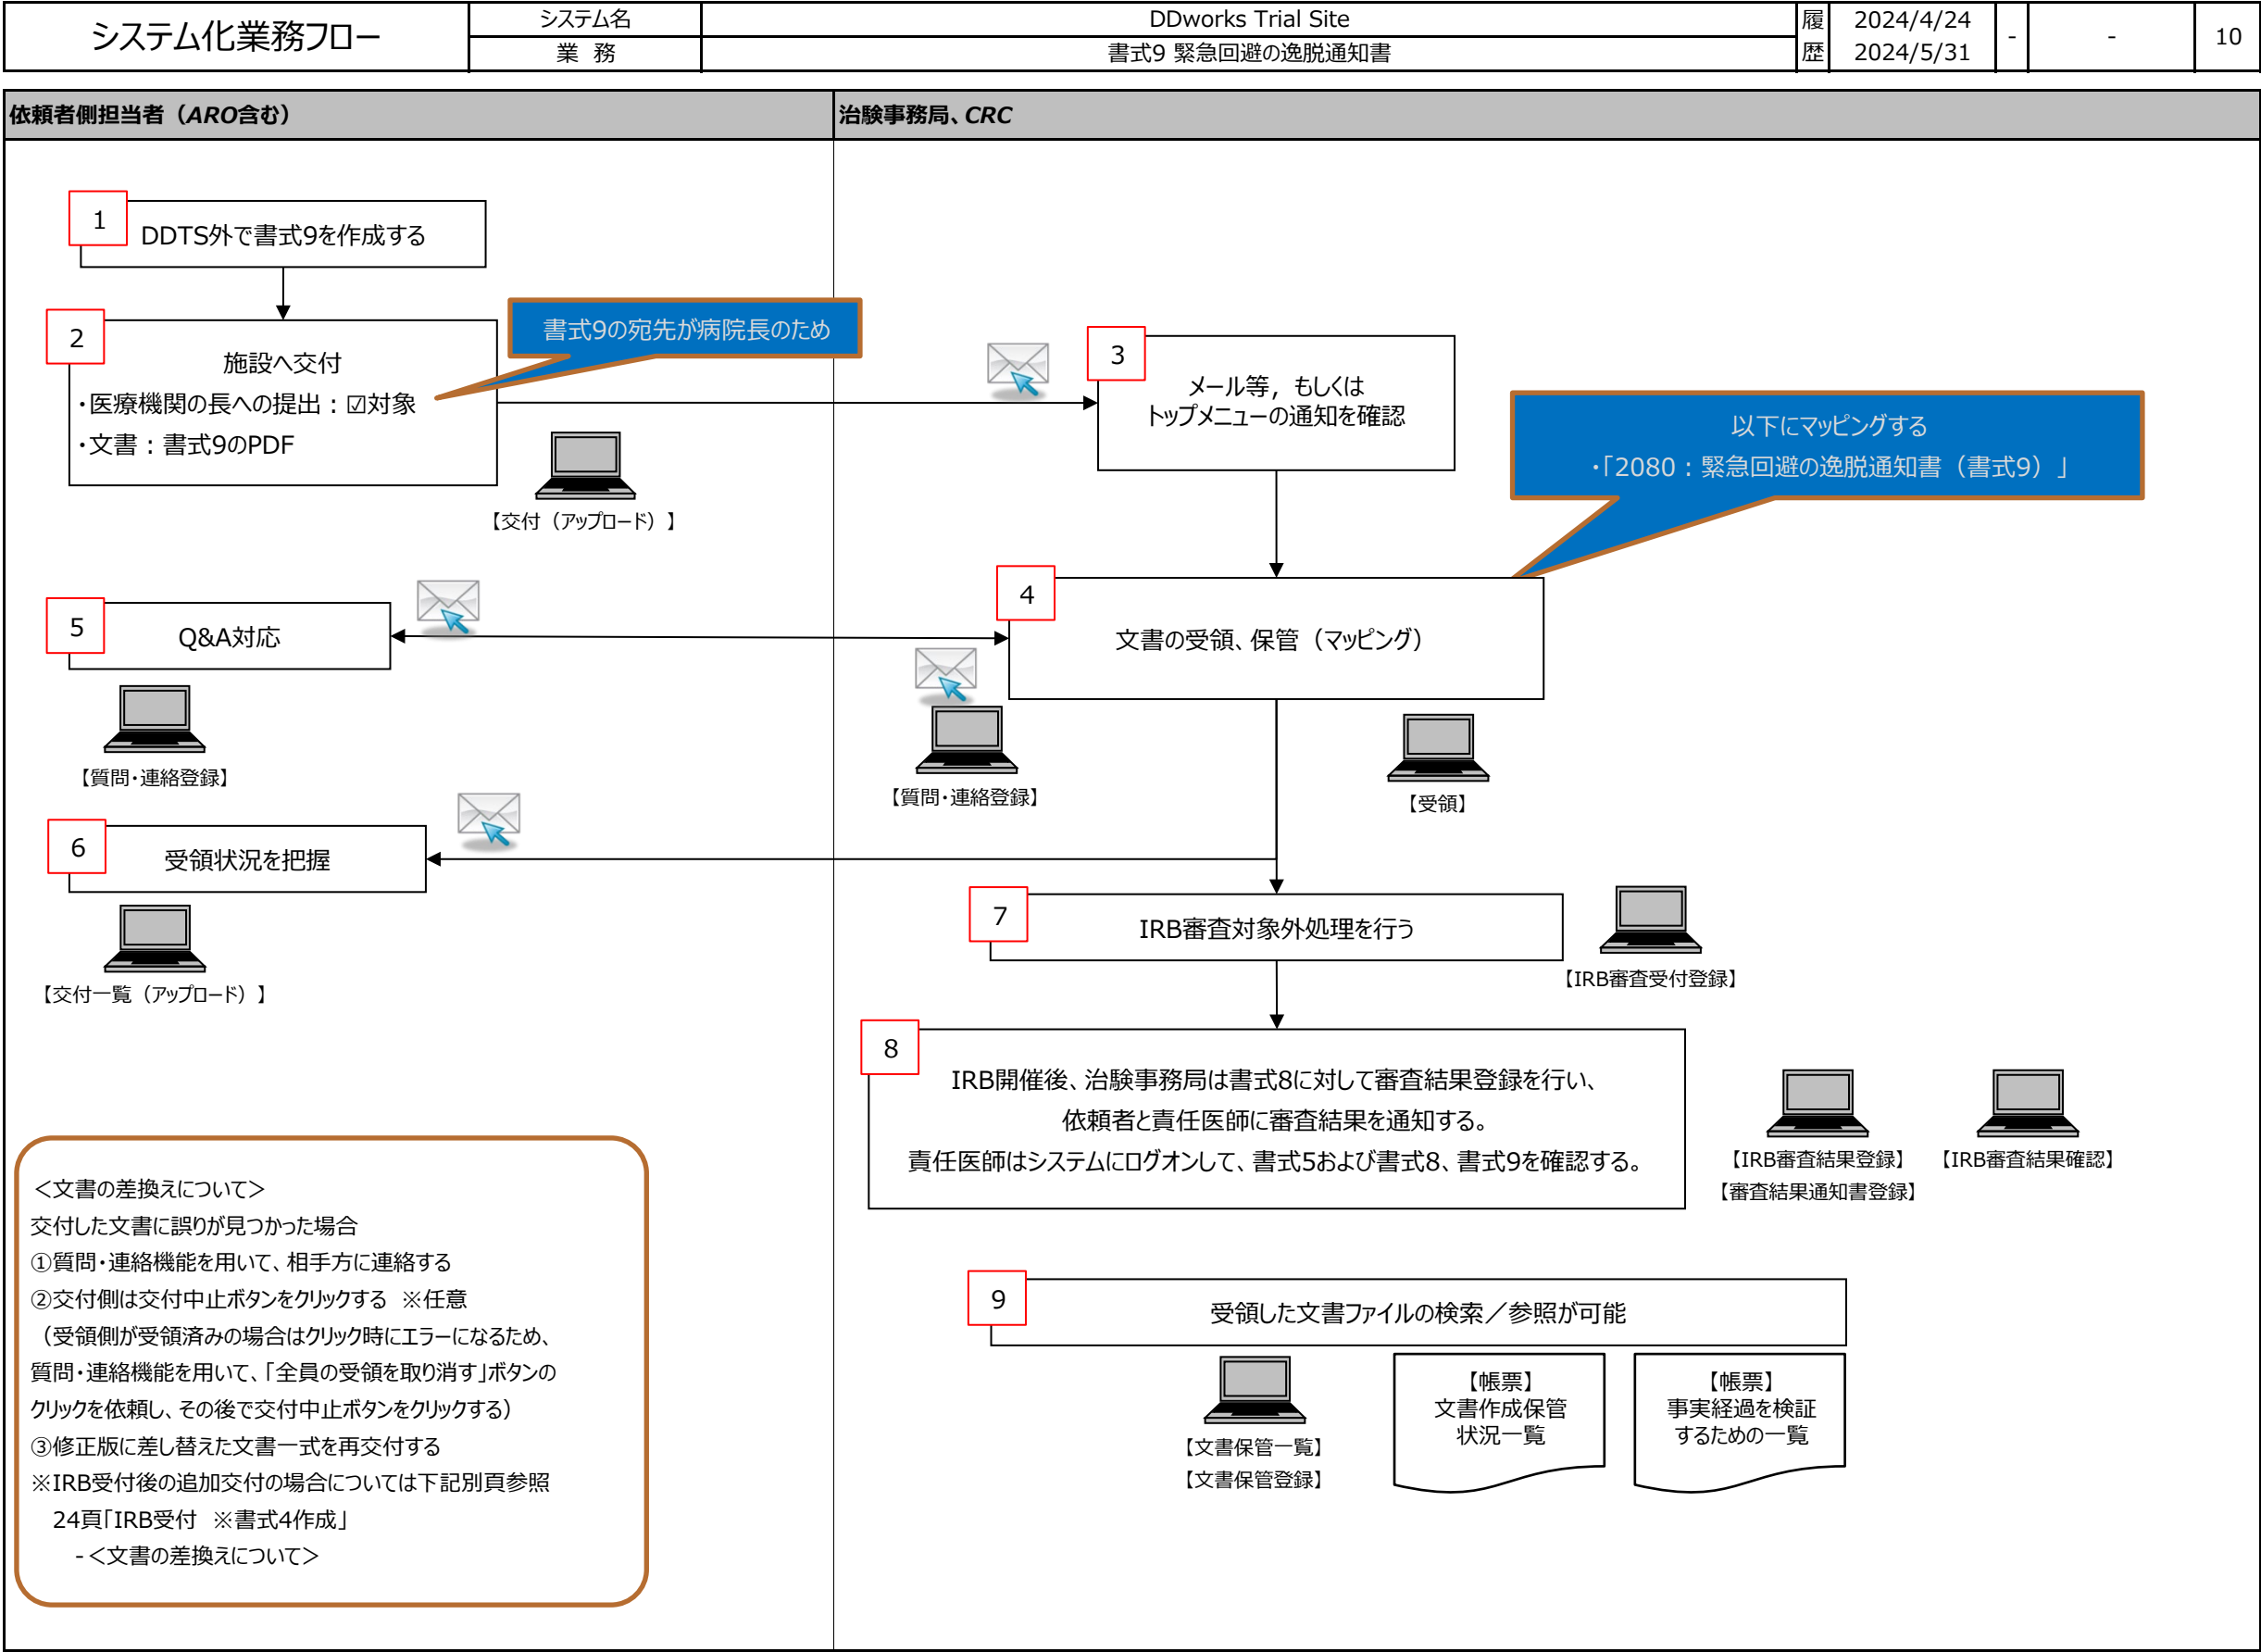 システム化業務フロー
システム名
DDworks Trial Site
履歴
2024/4/24
2024/5/31
-
-
10
業 務
書式9 緊急回避の逸脱通知書
依頼者側担当者（ARO含む）
治験事務局、CRC
1
DDTS外で書式9を作成する
2
施設へ交付
・医療機関の長への提出：☑対象
・文書：書式9のPDF
書式9の宛先が病院長のため
【交付（アップロード）】
3
メール等，もしくは
トップメニューの通知を確認
以下にマッピングする
・「2080：緊急回避の逸脱通知書（書式9）」
4
文書の受領、保管（マッピング）
5
Q&A対応
【質問・連絡登録】
【質問・連絡登録】
【受領】
6
受領状況を把握
【交付一覧（アップロード）】
7
IRB審査対象外処理を行う
【IRB審査受付登録】
8
IRB開催後、治験事務局は書式8に対して審査結果登録を行い、
依頼者と責任医師に審査結果を通知する。
責任医師はシステムにログオンして、書式5および書式8、書式9を確認する。
【IRB審査結果登録】
【審査結果通知書登録】
【IRB審査結果確認】
＜文書の差換えについて＞
交付した文書に誤りが見つかった場合
①質問・連絡機能を用いて、相手方に連絡する
②交付側は交付中止ボタンをクリックする ※任意
（受領側が受領済みの場合はクリック時にエラーになるため、
質問・連絡機能を用いて、「全員の受領を取り消す」ボタンの
クリックを依頼し、その後で交付中止ボタンをクリックする）
③修正版に差し替えた文書一式を再交付する
※IRB受付後の追加交付の場合については下記別頁参照
24頁「IRB受付 ※書式4作成」
-＜文書の差換えについて＞
9
受領した文書ファイルの検索／参照が可能
【文書保管一覧】
【文書保管登録】
【帳票】
文書作成保管
状況一覧
【帳票】
事実経過を検証
するための一覧